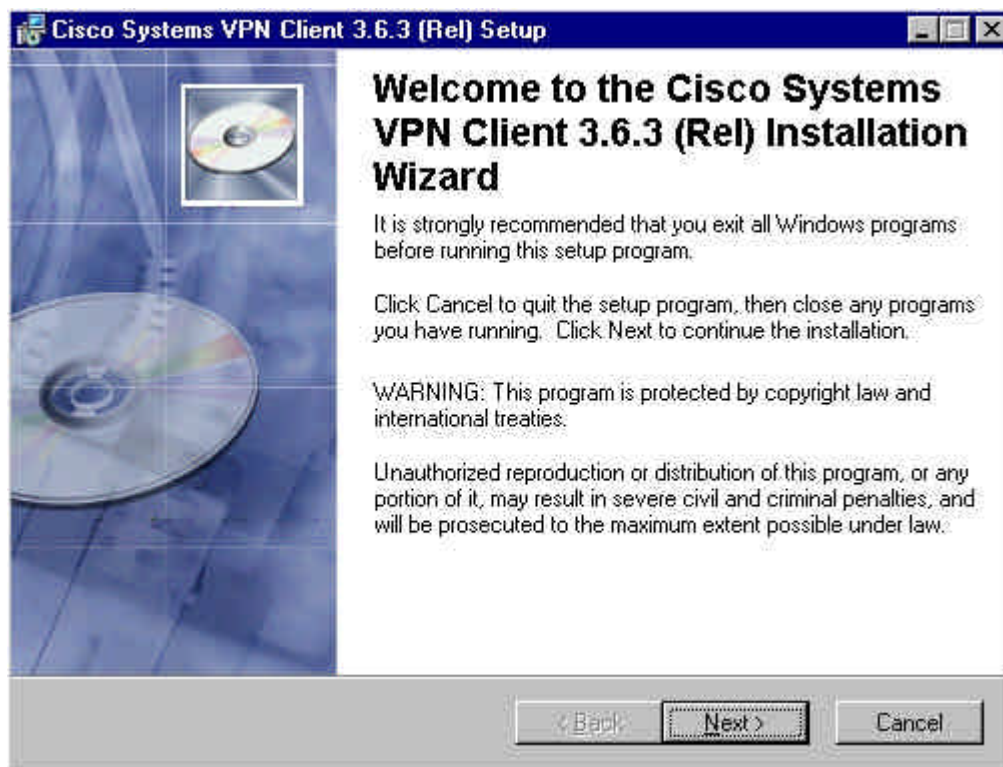 Cisco Systems VPN Client 3.6.3 (Rel) Setup
Welcome to the Cisco Systems
VPN Client 3.6.3 (Rel) Installation
Wizard
It is strongly recommended that you exit all Windows programs
before running this setup program.
Click Cancel to quit the setup program, then close any programs
you have running.  Click Next to continue the installation.
WARNING: This program is protected by copyright law and
international treaties.
Unauthorized reproduction or distribution of this program, or any
portion of it, may result in severe civil and criminal penalties, and
will be prosecuted to the maximum extent possible under law.
< Back Next > Cancel